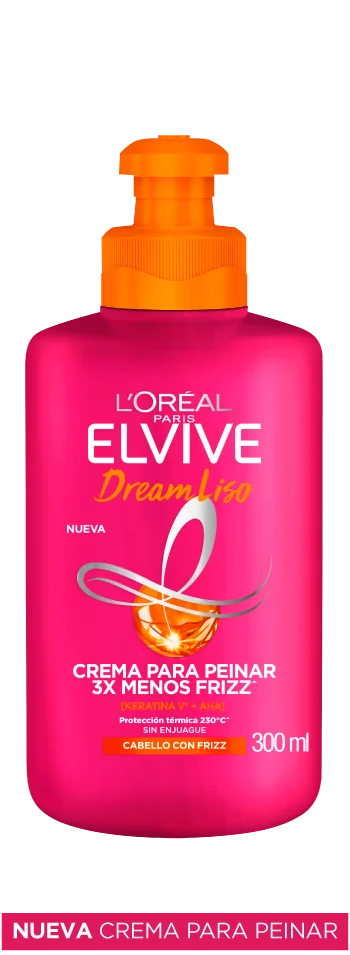 L'ORÉAL
PARIS
ELVIVE
Dream Liso
NUEVA
CREMA PARA PEINAR
3X MENOS FRIZZ^
[KERATINA V* + AHA]
Protección térmica 230°C~
SIN ENJUAGUE
CABELLO CON FRIZZ
300 ml
NUEVA CREMA PARA PEINAR